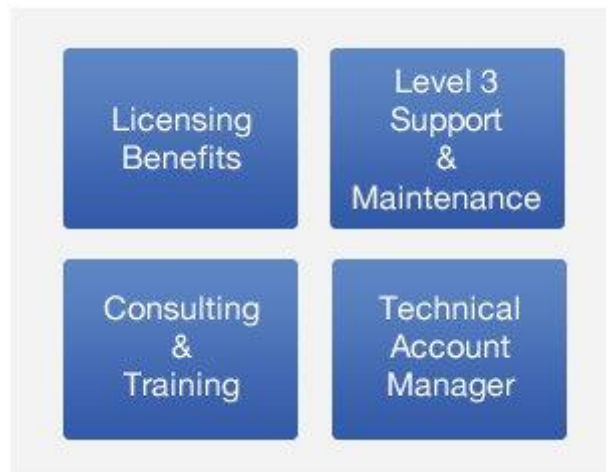 Licensing
Benefits
Level 3
Support
&
Maintenance
Consulting
&
Training
Technical
Account
Manager